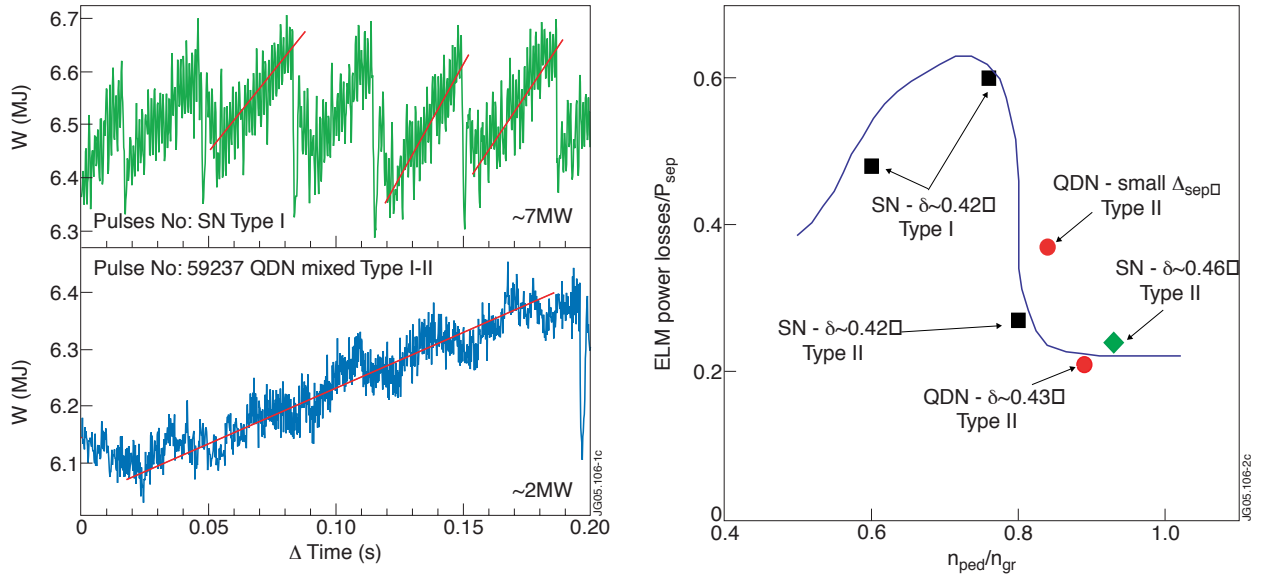 6.7
6.6
6.5
6.4
6.3
W (MJ)
Pulses No: SN Type I
~7MW
Pulse No: 59237 QDN mixed Type I-II
6.4
6.3
6.2
6.1
W (MJ)
~2MW
JG05.106-1c
0
0.05
0.10
0.15
0.20
Δ Time (s)
0.6
0.4
0.2
0
ELM power losses/P_sep
SN - δ~0.42□
Type I
QDN - small Δ_sep□
Type II
SN - δ~0.46□
Type II
SN - δ~0.42□
Type II
QDN - δ~0.43□
Type II
JG05.106-2c
0.4
0.6
0.8
1.0
n_ped/n_gr